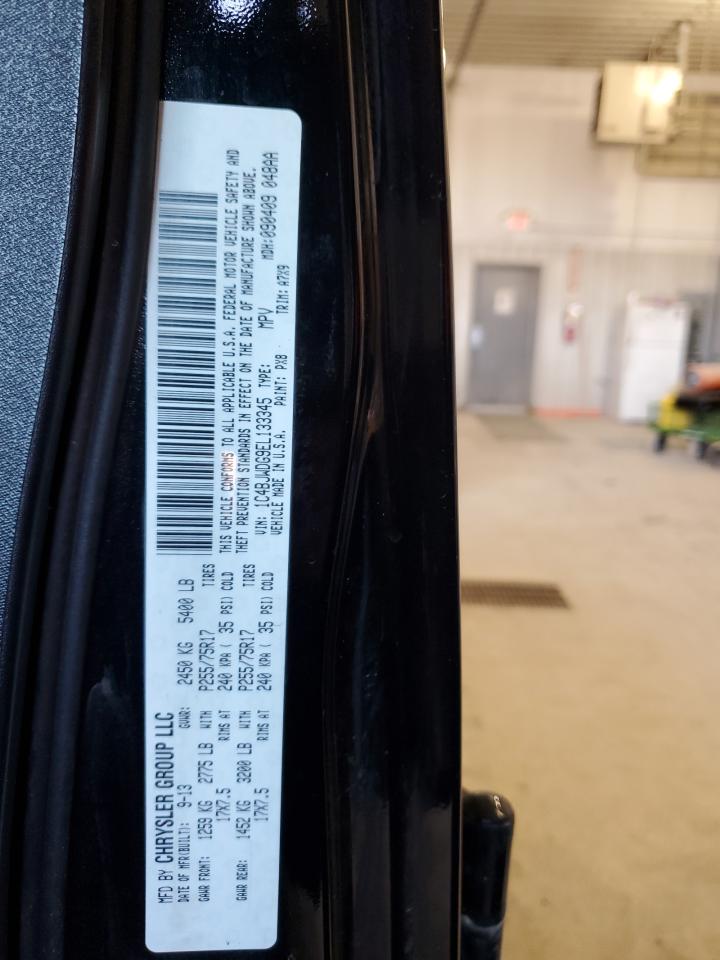 MFD BY CHRYSLER GROUP LLC
DATE OF MFR(BUILT): 9-13 GVWR: 2450 KG 5400 LB
GAWR FRONT: 1259 KG 2775 LB WITH P255/75R17 TIRES
17X7.5 RIMS AT 240 KPA ( 35 PSI) COLD
GAWR REAR: 1452 KG 3200 LB WITH P255/75R17 TIRES
17X7.5 RIMS AT 240 KPA ( 35 PSI) COLD
THIS VEHICLE CONFORMS TO ALL APPLICABLE U.S.A. FEDERAL MOTOR VEHICLE SAFETY AND
THEFT PREVENTION STANDARDS IN EFFECT ON THE DATE OF MANUFACTURE SHOWN ABOVE.
VIN: 1C4BJWDG9EL133345 TYPE: MPV MDH:090409 048AA
VEHICLE MADE IN U.S.A. PAINT: PX8 TRIM: A7X9